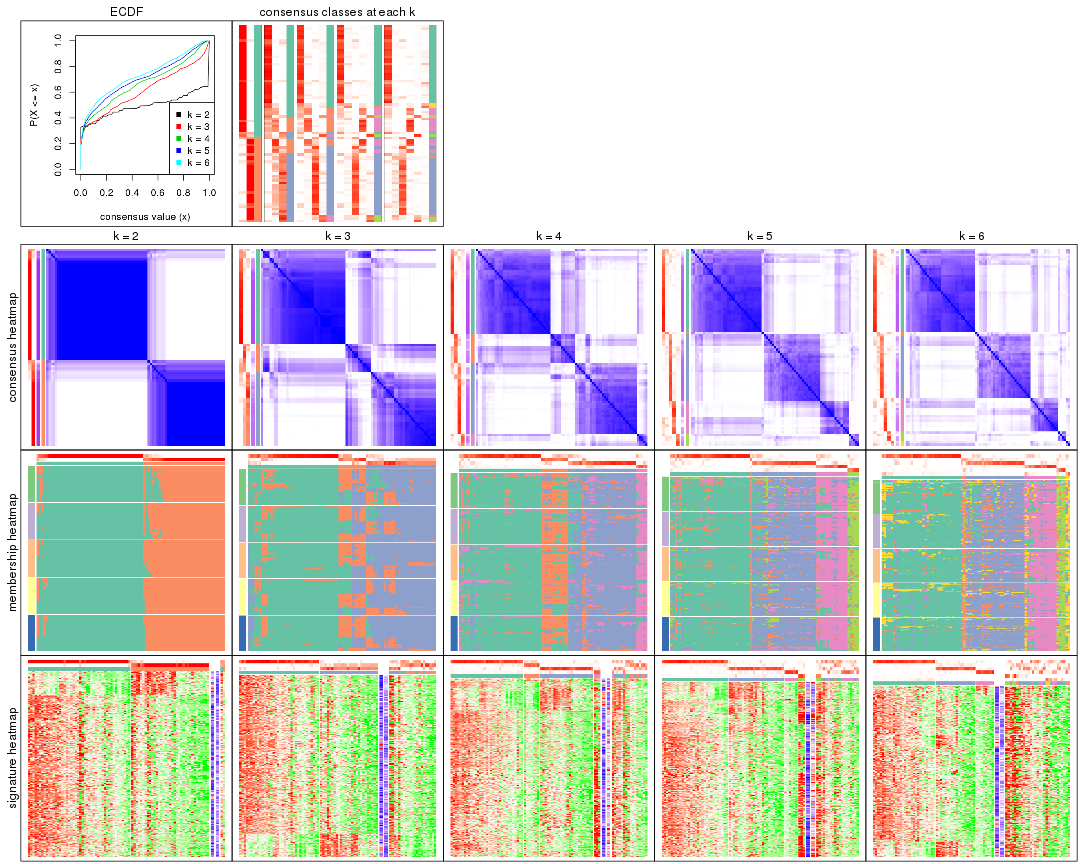 ECDF
consensus classes at each k
P(X <= x)
1.0
0.8
0.6
0.4
0.2
0.0
k = 2
k = 3
k = 4
k = 5
k = 6
0.0 0.2 0.4 0.6 0.8 1.0
consensus value (x)
k = 2 k = 3 k = 4 k = 5 k = 6
consensus heatmap
membership heatmap
signature heatmap